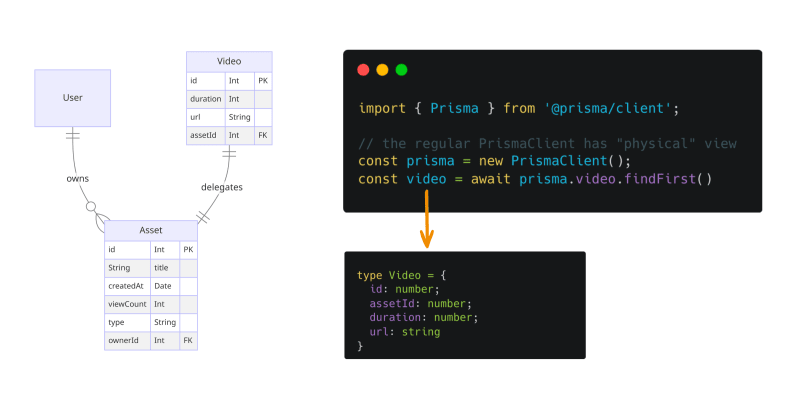 User
owns
Video
id Int PK
duration Int
url String
assetId Int FK
delegates
Asset
id Int PK
String title
createdAt Date
viewCount Int
type String
ownerId Int FK
import { Prisma } from '@prisma/client';
// the regular PrismaClient has "physical" view
const prisma = new PrismaClient();
const video = await prisma.video.findFirst()
type Video = {
id: number;
assetId: number;
duration: number;
url: string
}